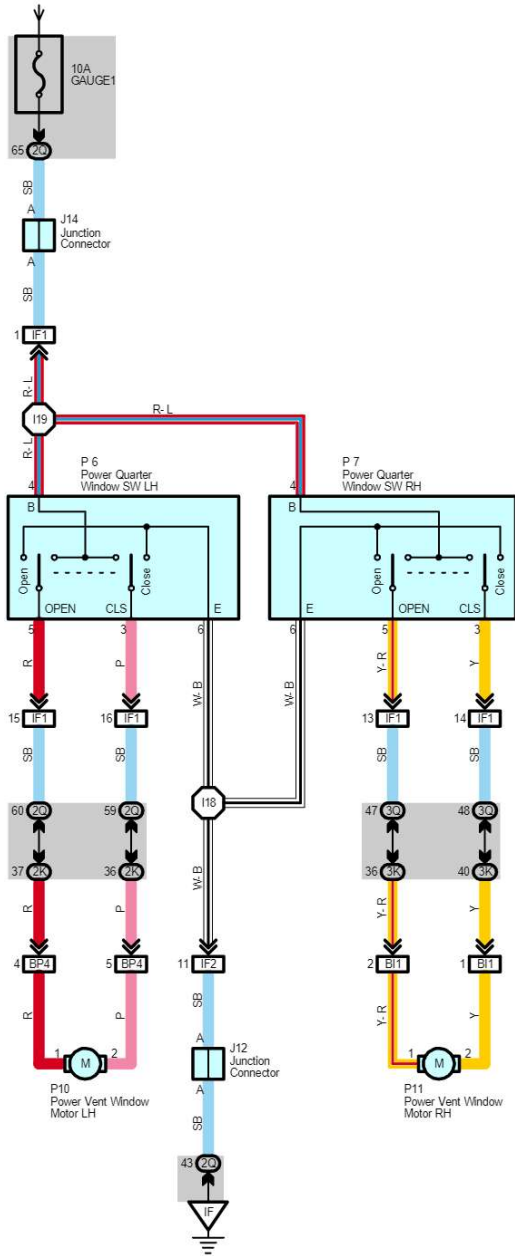 10A
GAUGE1
65 2Q
SB
A
J14
Junction
Connector
A
SB
1 IF1
R- L
I19
R- L
R- L
P 6
Power Quarter
Window SW LH
P 7
Power Quarter
Window SW RH
4
4
B
B
Open
Close
Open
Close
OPEN
CLS
E
E
OPEN
CLS
5
3
6
6
5
3
R
P
W- B
W- B
Y- R
Y
15 IF1
16 IF1
13 IF1
14 IF1
SB
SB
SB
SB
60 2Q
59 2Q
I18
47 3Q
48 3Q
37 2K
36 2K
36 3K
40 3K
R
P
W- B
Y- R
Y
4 BP4
5 BP4
11 IF2
2 BI1
1 BI1
R
P
SB
Y- R
Y
A
J12
Junction
Connector
A
1
M
2
1
M
2
P10
Power Vent Window
Motor LH
P11
Power Vent Window
Motor RH
SB
43 2Q
IF